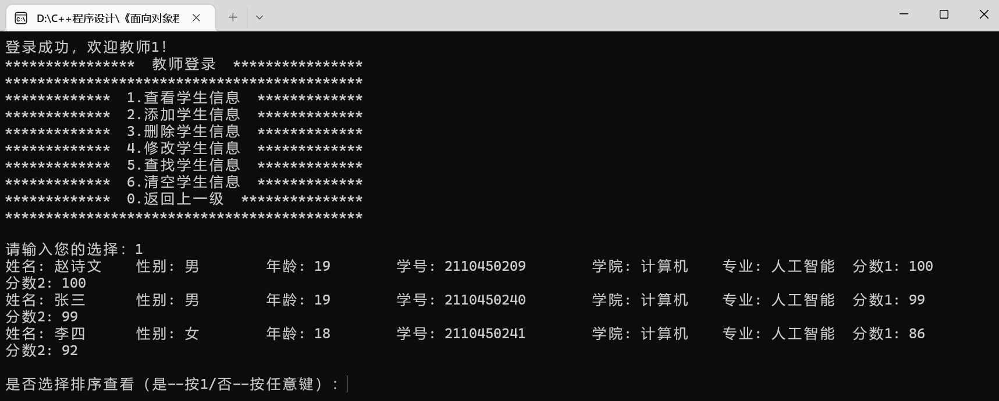 D:\C++程序设计\《面向对象程
登录成功，欢迎教师1！
****************  教师登录  ****************
********************************************
*************  1.查看学生信息  *************
*************  2.添加学生信息  *************
*************  3.删除学生信息  *************
*************  4.修改学生信息  *************
*************  5.查找学生信息  *************
*************  6.清空学生信息  *************
*************  0.返回上一级  ***************
********************************************
请输入您的选择：1
姓名：赵诗文 性别：男 年龄：19 学号：2110450209 学院：计算机 专业：人工智能 分数1：100
分数2：100
姓名：张三 性别：男 年龄：19 学号：2110450240 学院：计算机 专业：人工智能 分数1：99
分数2：99
姓名：李四 性别：女 年龄：18 学号：2110450241 学院：计算机 专业：人工智能 分数1：86
分数2：92
是否选择排序查看（是--按1/否--按任意键）：